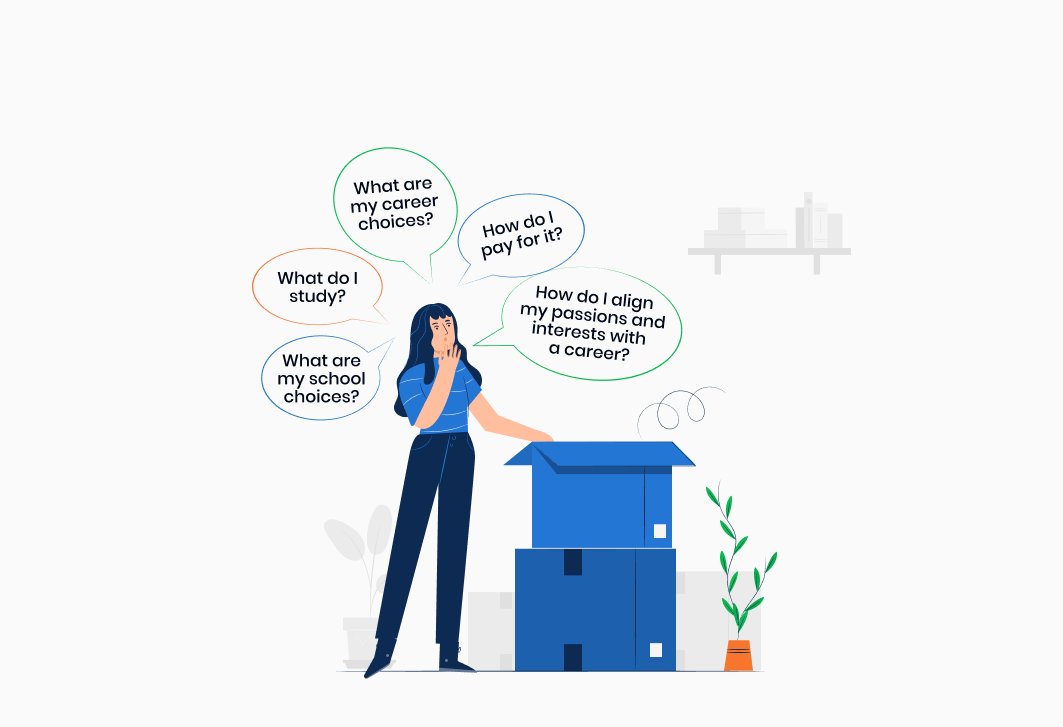 What are
my career
choices?
How do I
pay for it?
What do I
study?
How do I align
my passions and
interests with
a career?
What are
my school
choices?